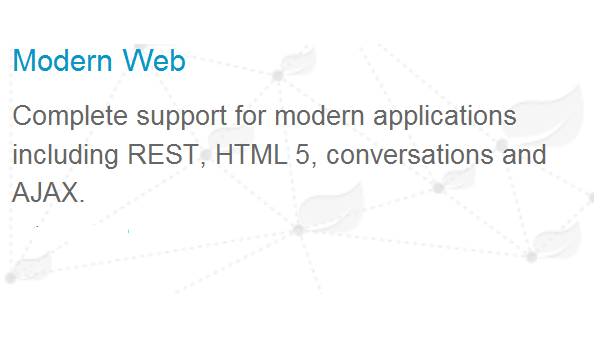 Modern Web
Complete support for modern applications
including REST, HTML 5, conversations and
AJAX.